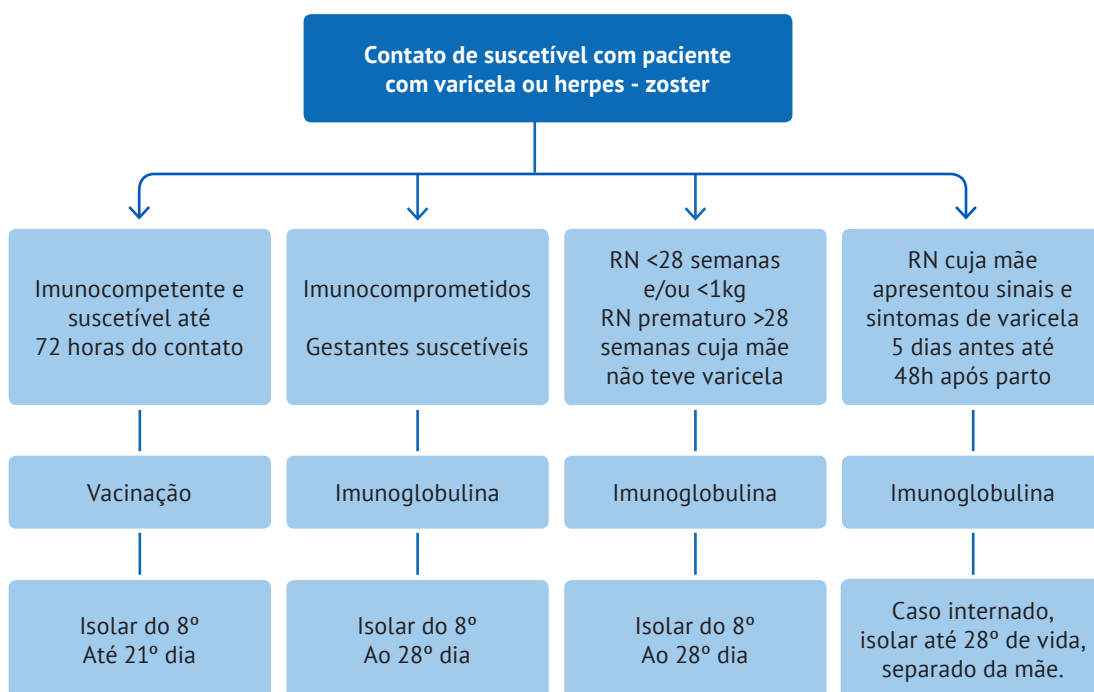 Contato de suscetível com paciente
com varicela ou herpes - zoster
Imunocompetente e
suscetível até
72 horas do contato
Imunocomprometidos
Gestantes suscetíveis
RN <28 semanas
e/ou <1kg
RN prematuro >28
semanas cuja mãe
não teve varicela
RN cuja mãe
apresentou sinais e
sintomas de varicela
5 dias antes até
48h após parto
Vacinação
Imunoglobulina
Imunoglobulina
Imunoglobulina
Isolar do 8º
Até 21º dia
Isolar do 8º
Ao 28º dia
Isolar do 8º
Ao 28º dia
Caso internado,
isolar até 28º de vida,
separado da mãe.